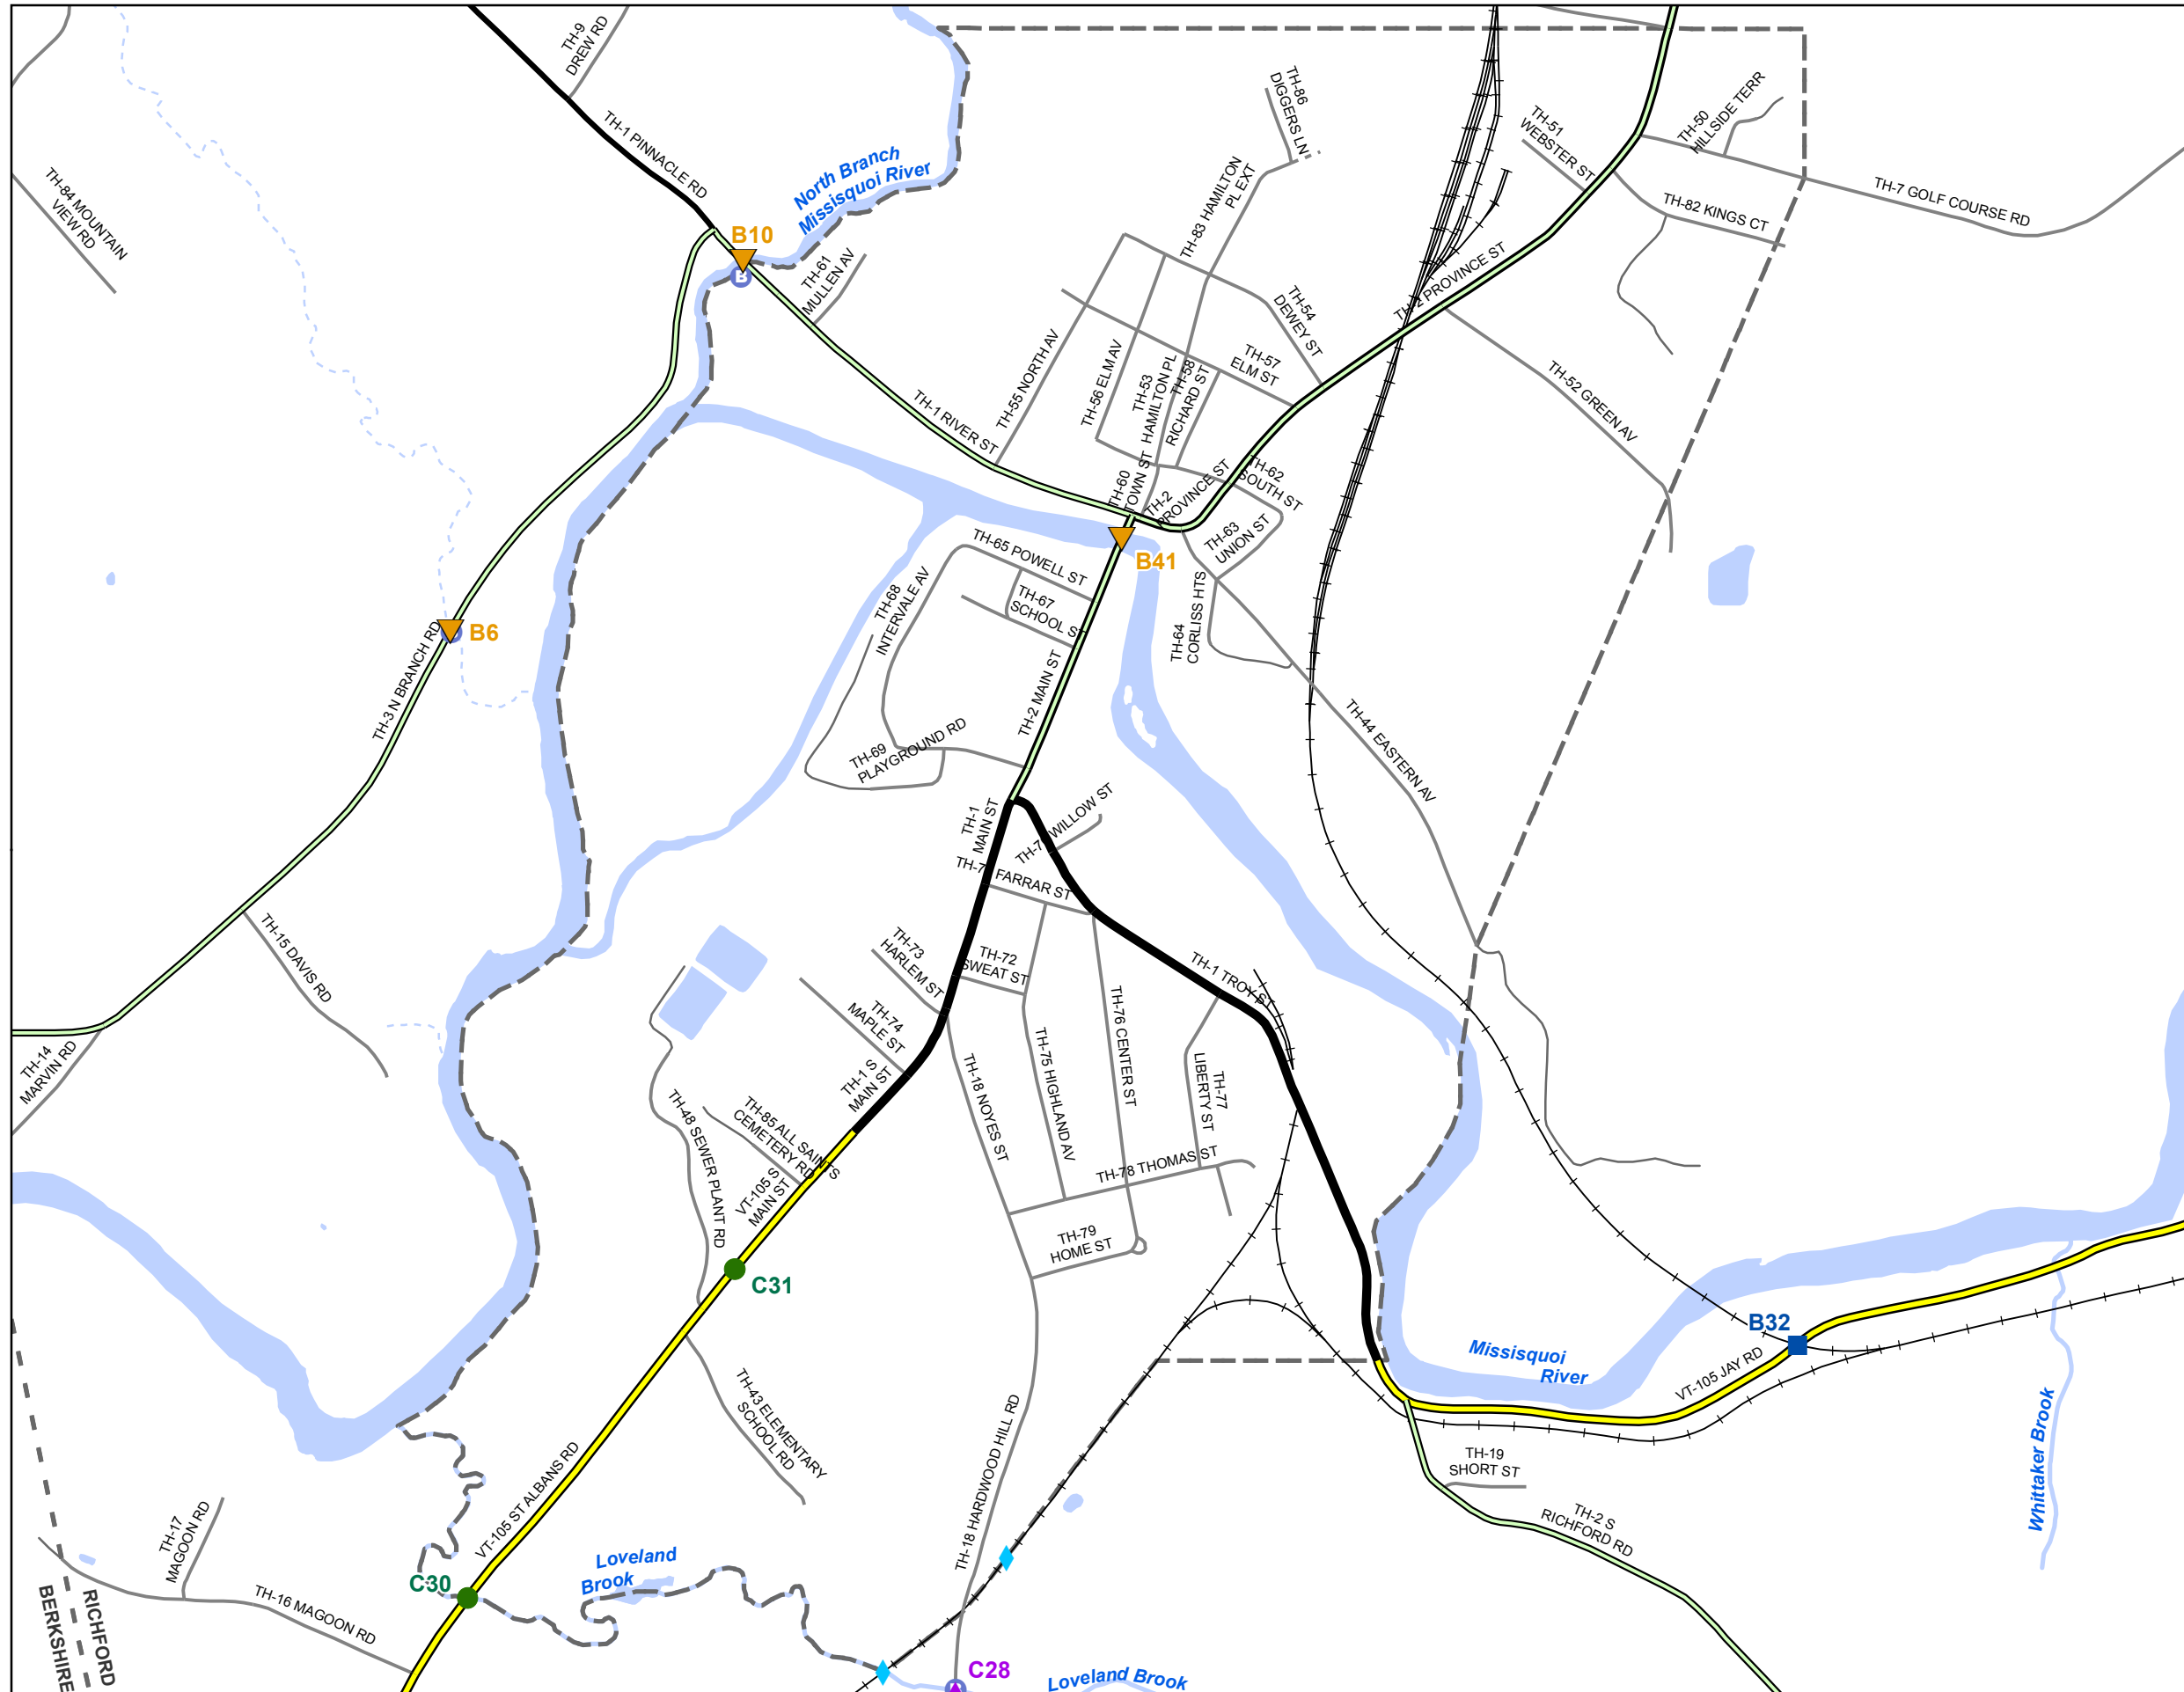 TH-9
DREW RD
TH-1 PINNACLE RD
North Branch
Missisquoi River
TH-86
DIGGERS LN
TH-51
WEBSTER ST
TH-50
HILLSIDE TERR
TH-84 MOUNTAIN
VIEW RD
TH-83 HAMILTON
PL EXT
TH-7 GOLF COURSE RD
TH-82 KINGS CT
B10
B
TH-61
MULLEN AV
TH-2 PROVINCE ST
TH-54
DEWEY ST
TH-55 NORTH AV
TH-56 ELM AV
TH-53
HAMILTON PL
TH-58
RICHARD ST
TH-57
ELM ST
TH-52 GREEN AV
TH-1 RIVER ST
TH-60
TOWN ST
TH-2
PROVINCE ST
TH-62
SOUTH ST
TH-63
UNION ST
B41
TH-65 POWELL ST
TH-67
SCHOOL ST
TH-68
INTERVALE AV
TH-64
CORLISS HTS
B6
TH-3 N BRANCH RD
TH-2 MAIN ST
TH-69
PLAYGROUND RD
TH-44 EASTERN AV
TH-1
MAIN ST
WILLOW ST
FARRAR ST
TH-15 DAVIS RD
TH-73
HARLEM ST
TH-72
SWEAT ST
TH-1 TROY ST
TH-74
MAPLE ST
TH-76 CENTER ST
TH-14
MARVIN RD
TH-1 S
MAIN ST
TH-18 NOYES ST
TH-75 HIGHLAND AV
TH-77
LIBERTY ST
TH-48 SEWER PLANT RD
TH-85 ALL SAINTS
CEMETERY RD
TH-78 THOMAS ST
VT-105 S
MAIN ST
TH-79
HOME ST
C31
B32
Missisquoi
River
VT-105 JAY RD
TH-43 ELEMENTARY
SCHOOL RD
TH-18 HARDWOOD HILL RD
Whittaker Brook
VT-105 ST ALBANS RD
TH-19
SHORT ST
TH-17
MAGOON RD
TH-2 S
RICHFORD RD
Loveland
Brook
C30
TH-16 MAGOON RD
RICHFORD
BERKSHIRE
C28
Loveland Brook